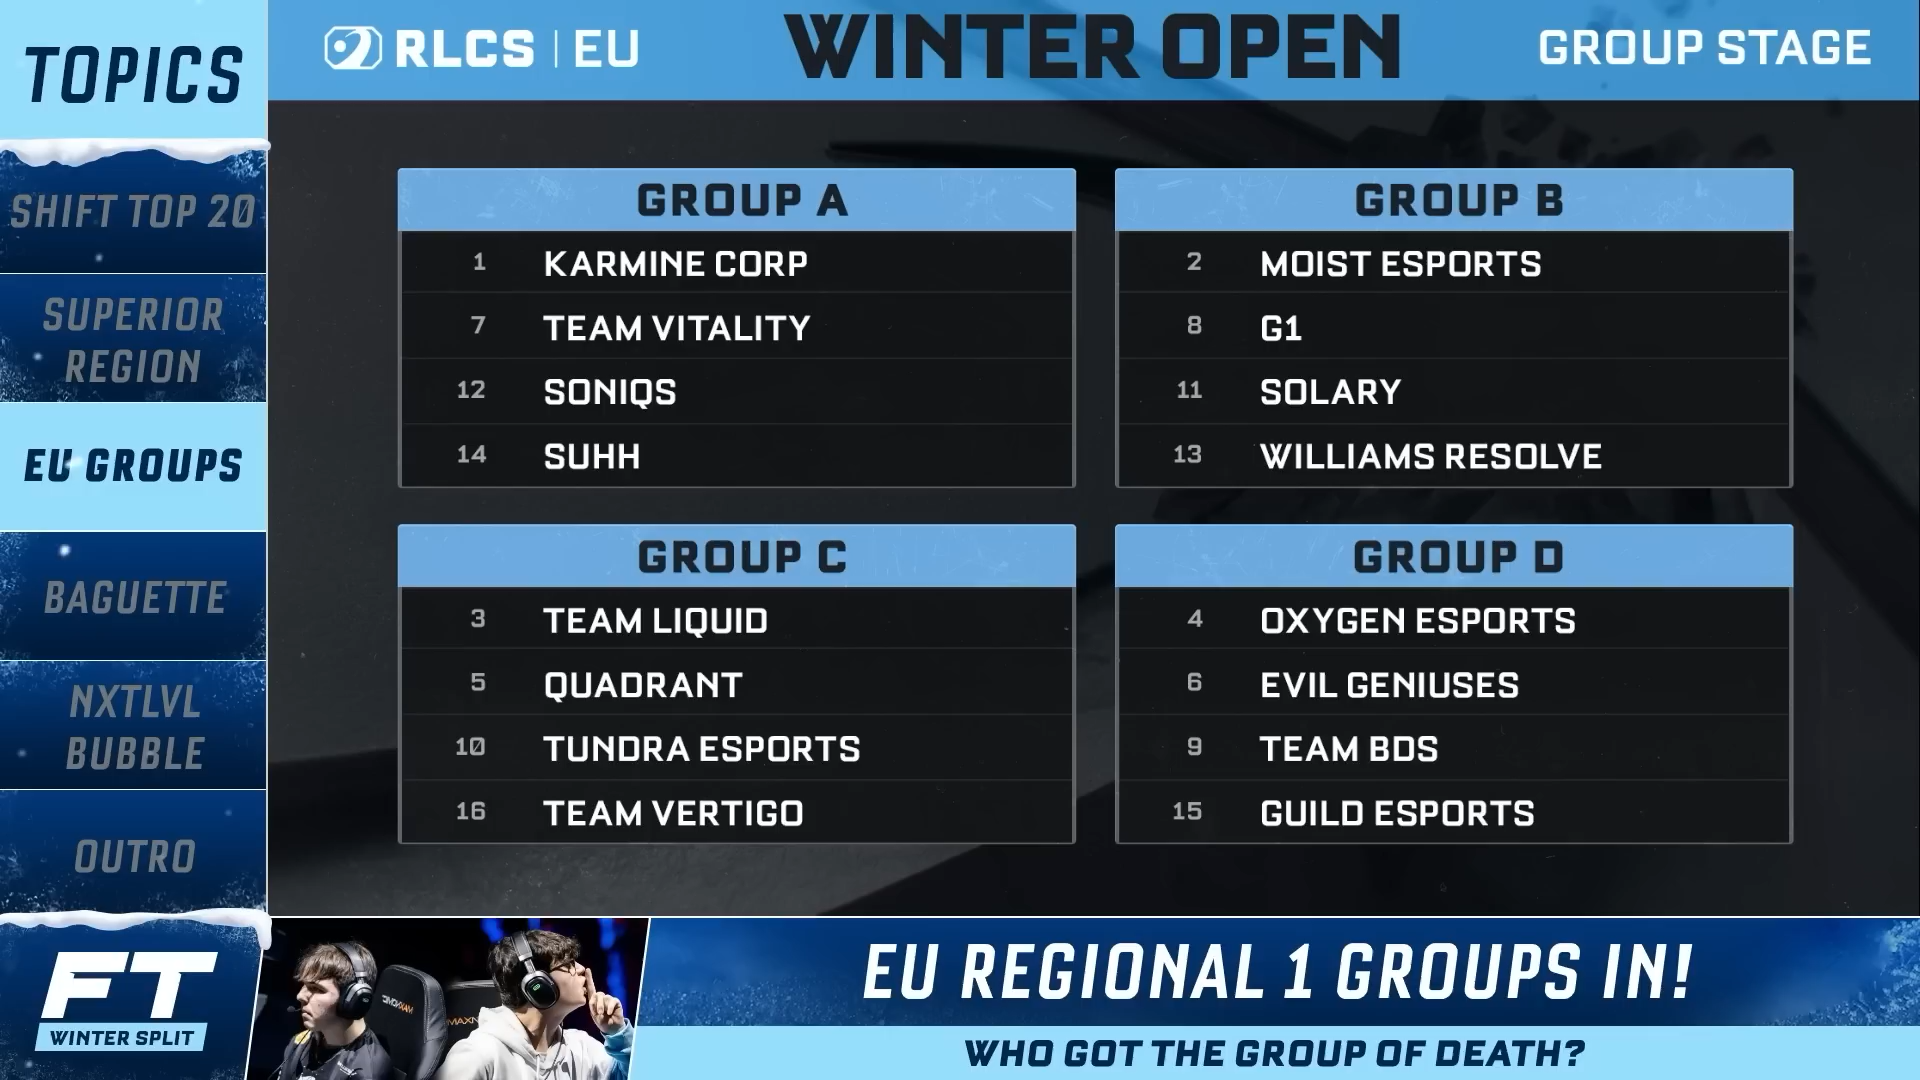 TOPICS
SHIFT TOP 20
SUPERIOR
REGION
EU GROUPS
BAGUETTE
NXTLVL
BUBBLE
OUTRO
FT
WINTER SPLIT
RLCS | EU
WINTER OPEN
GROUP STAGE
GROUP A
1 KARMINE CORP
7 TEAM VITALITY
12 SONIQS
14 SUHH
GROUP B
2 MOIST ESPORTS
8 G1
11 SOLARY
13 WILLIAMS RESOLVE
GROUP C
3 TEAM LIQUID
5 QUADRANT
10 TUNDRA ESPORTS
16 TEAM VERTIGO
GROUP D
4 OXYGEN ESPORTS
6 EVIL GENIUSES
9 TEAM BDS
15 GUILD ESPORTS
EU REGIONAL 1 GROUPS IN!
WHO GOT THE GROUP OF DEATH?